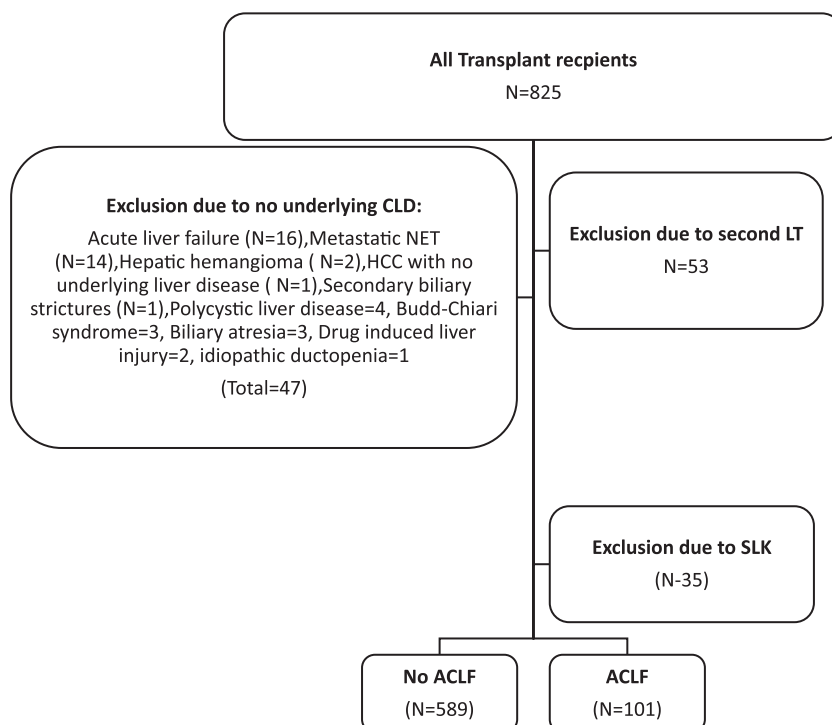 All Transplant recpients
N=825
Exclusion due to no underlying CLD:
Acute liver failure (N=16),Metastatic NET
(N=14),Hepatic hemangioma ( N=2),HCC with no
underlying liver disease ( N=1),Secondary biliary
strictures (N=1),Polycystic liver disease=4, Budd-Chiari
syndrome=3, Biliary atresia=3, Drug induced liver
injury=2, idiopathic ductopenia=1
(Total=47)
Exclusion due to second LT
N=53
Exclusion due to SLK
(N-35)
No ACLF
(N=589)
ACLF
(N=101)